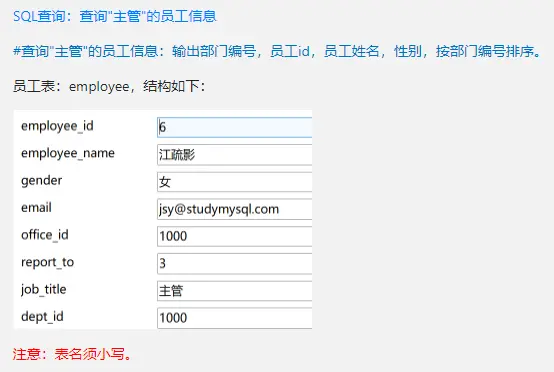 SQL查询：查询"主管"的员工信息
#查询"主管"的员工信息：输出部门编号，员工id，员工姓名，性别，按部门编号排序。
员工表：employee，结构如下：
employee_id 6
employee_name 江疏影
gender 女
email jsy@studymysql.com
office_id 1000
report_to 3
job_title 主管
dept_id 1000
注意：表名须小写。